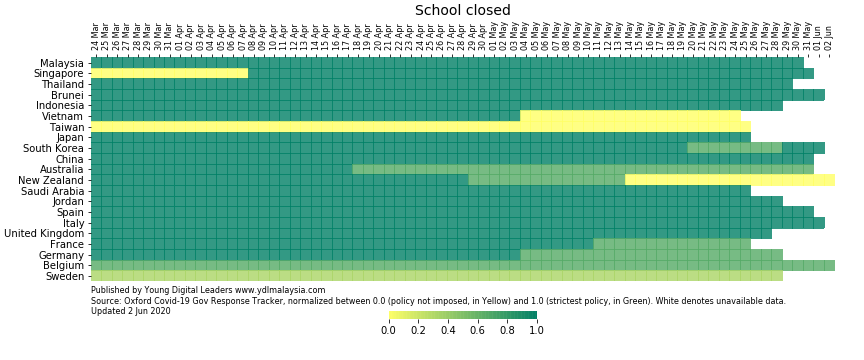 School closed
24 Mar
25 Mar
26 Mar
27 Mar
28 Mar
29 Mar
30 Mar
31 Mar
01 Apr
02 Apr
03 Apr
04 Apr
05 Apr
06 Apr
07 Apr
08 Apr
09 Apr
10 Apr
11 Apr
12 Apr
13 Apr
14 Apr
15 Apr
16 Apr
17 Apr
18 Apr
19 Apr
20 Apr
21 Apr
22 Apr
23 Apr
24 Apr
25 Apr
26 Apr
27 Apr
28 Apr
29 Apr
30 Apr
01 May
02 May
03 May
04 May
05 May
06 May
07 May
08 May
09 May
10 May
11 May
12 May
13 May
14 May
15 May
16 May
17 May
18 May
19 May
20 May
21 May
22 May
23 May
24 May
25 May
26 May
27 May
28 May
29 May
30 May
31 May
01 Jun
02 Jun
Malaysia
Singapore
Thailand
Brunei
Indonesia
Vietnam
Taiwan
Japan
South Korea
China
Australia
New Zealand
Saudi Arabia
Jordan
Spain
Italy
United Kingdom
France
Germany
Belgium
Sweden
Published by Young Digital Leaders www.ydlmalaysia.com
Source: Oxford Covid-19 Gov Response Tracker, normalized between 0.0 (policy not imposed, in Yellow) and 1.0 (strictest policy, in Green). White denotes unavailable data.
Updated 2 Jun 2020
0.0 0.2 0.4 0.6 0.8 1.0